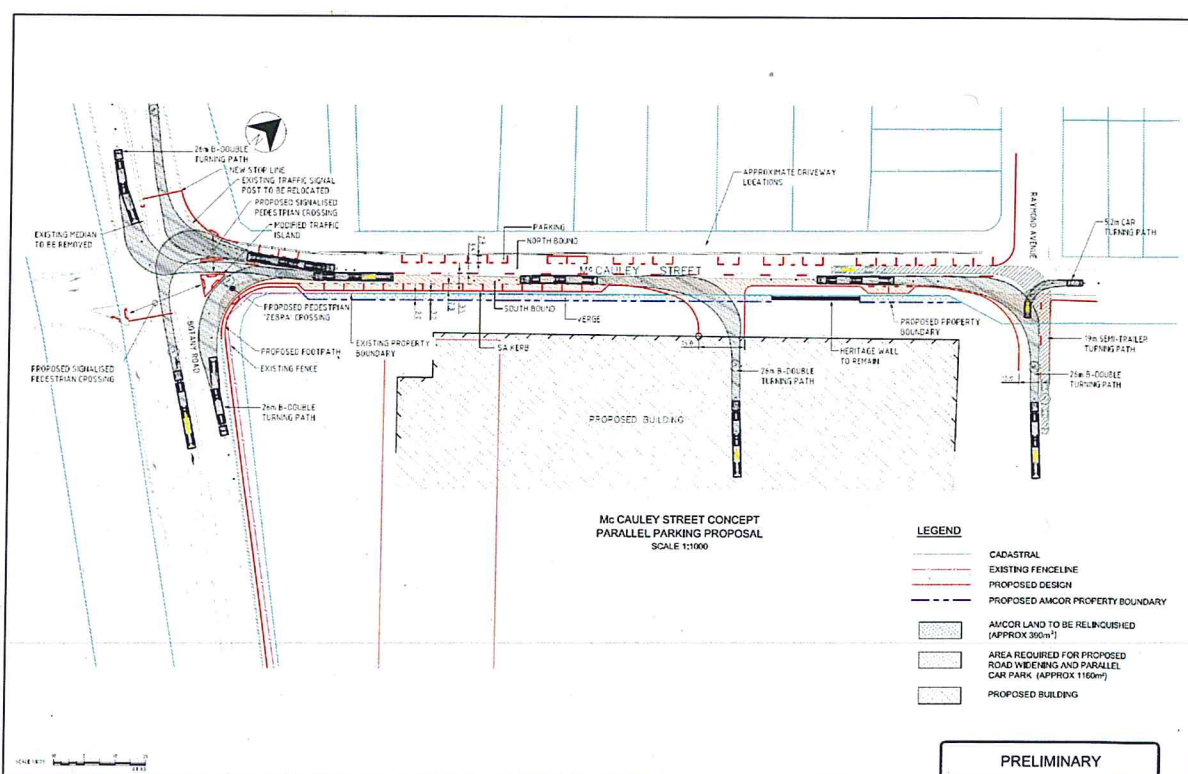 26m B-DOUBLE
TURNING PATH
NEW STOP LINE
EXISTING TRAFFIC SIGNAL
POST TO BE RELOCATED
PROPOSED SIGNALISED
PEDESTRIAN CROSSING
MODIFIED TRAFFIC
ISLAND
EXISTING MEDIAN
TO BE REMOVED
N
APPROXIMATE DRIVEWAY
LOCATIONS
PARKING
NORTH BOUND
Mc CAULEY STREET
RAYMOND AVENUE
5.2m CAR
TURNING PATH
PROPOSED PEDESTRIAN
'ZEBRA' CROSSING
SOUTH BOUND
VERGE
PROPOSED PROPERTY
BOUNDARY
BOTANY ROAD
PROPOSED FOOTPATH
EXISTING FENCE
EXISTING PROPERTY
BOUNDARY
SA KERB
HERITAGE WALL
TO REMAIN
19m SEMI-TRAILER
TURNING PATH
PROPOSED SIGNALISED
PEDESTRIAN CROSSING
26m B-DOUBLE
TURNING PATH
26m B-DOUBLE
TURNING PATH
26m B-DOUBLE
TURNING PATH
PROPOSED BUILDING
Mc CAULEY STREET CONCEPT
PARALLEL PARKING PROPOSAL
SCALE 1:1000
LEGEND
CADASTRAL
EXISTING FENCELINE
PROPOSED DESIGN
PROPOSED AMCOR PROPERTY BOUNDARY
AMCOR LAND TO BE RELINQUISHED
(APPROX 390m²)
AREA REQUIRED FOR PROPOSED
ROAD WIDENING AND PARALLEL
CAR PARK (APPROX 1160m²)
PROPOSED BUILDING
PRELIMINARY